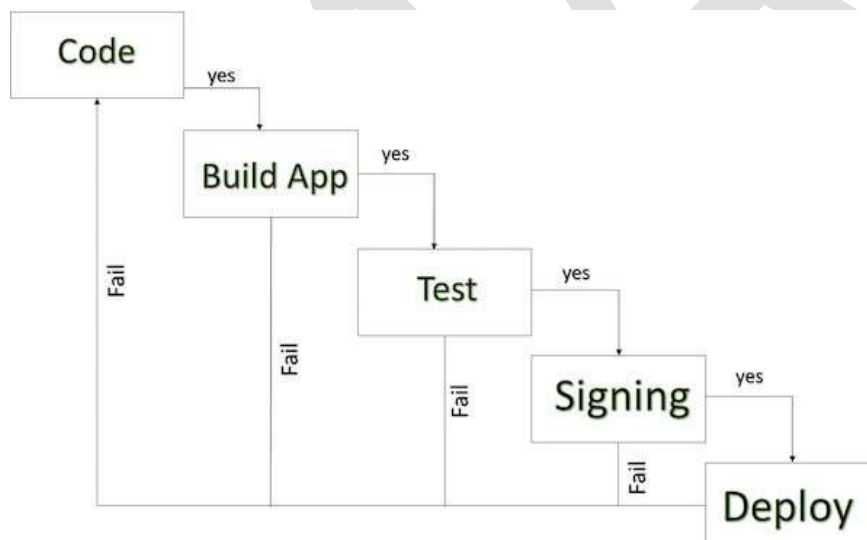 Code
yes
Build App
yes
Test
yes
Signing
yes
Deploy
Fail
Fail
Fail
Fail